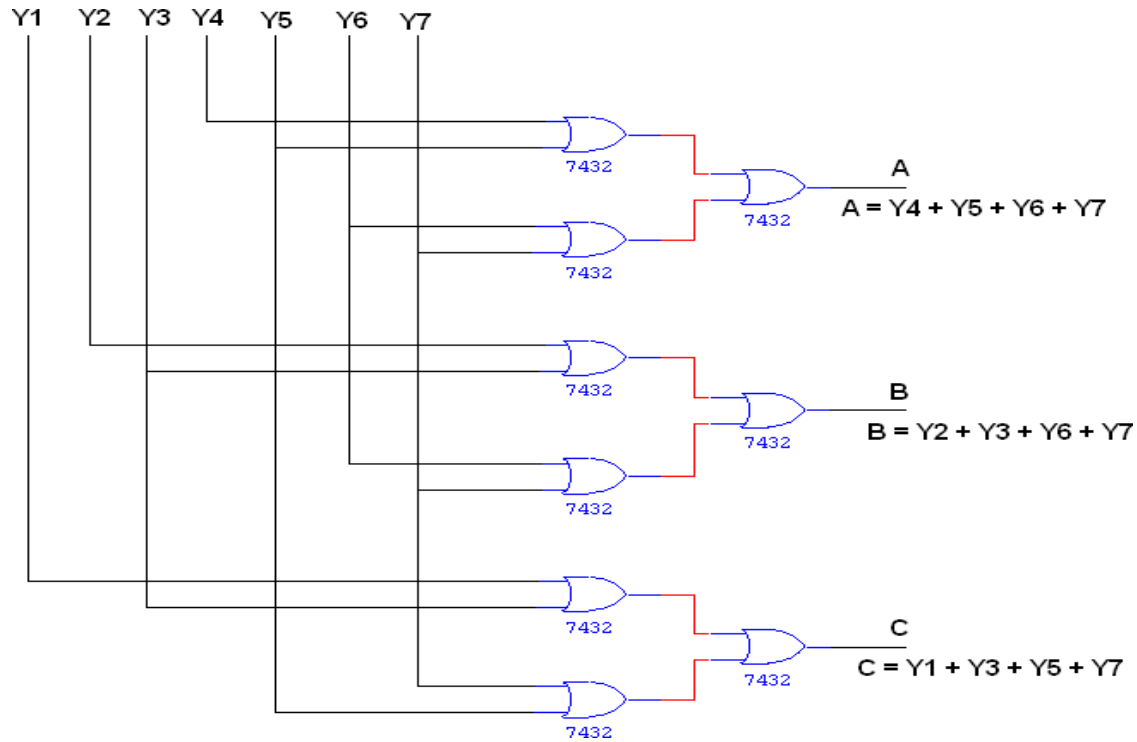 Y1 Y2 Y3 Y4 Y5 Y6 Y7
7432
A
7432
A = Y4 + Y5 + Y6 + Y7
7432
7432
B
7432
B = Y2 + Y3 + Y6 + Y7
7432
7432
C
7432
C = Y1 + Y3 + Y5 + Y7
7432